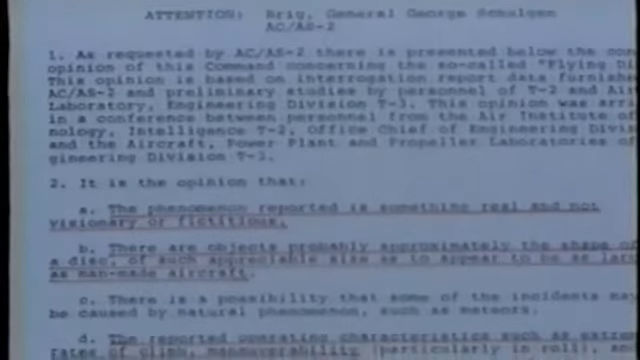 ATTENTION: Brig. General George Schulgen
AC/AS-2
1. As requested by AC/AS-2 there is presented below the
opinion of this Command concerning the so-called "Flying
This opinion is based on interrogation report data
AC/AS-2 and preliminary studies by personnel of T-2 and
Laboratory, Engineering Division T-3. This opinion was
in a conference between personnel from the Air Institute of
nology, Intelligence T-2, Office Chief of Engineering
and the Aircraft, Power Plant and Propeller Laboratories
gineering Division T-3.
2. It is the opinion that:
a. The phenomenon reported is something real and not
visionary or fictitious.
b. There are objects probably approximately the shape
a disc, of such appreciable size as to appear to be as
as man-made aircraft.
c. There is a possibility that some of the incidents
be caused by natural phenomenon, such as meteors.
d. The reported operating characteristics such as
rates of climb, maneuverability (particularly in roll),